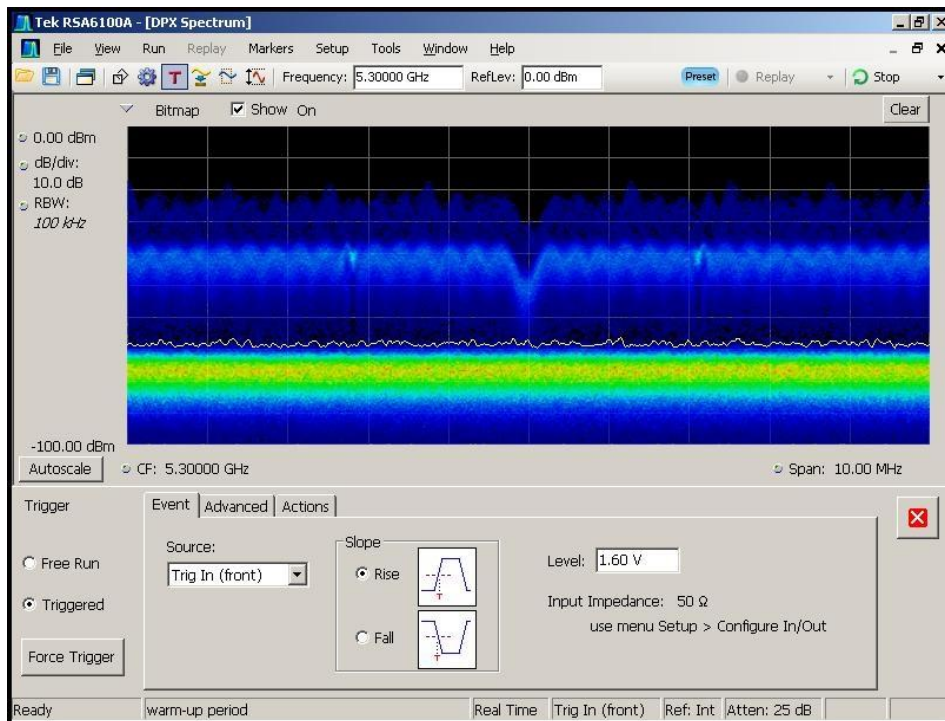 Tek RSA6100A - [DPX Spectrum]
File View Run Replay Markers Setup Tools Window Help
T Frequency: 5.30000 GHz RefLev: 0.00 dBm Preset Replay Stop
Bitmap Show On Clear
0.00 dBm
dB/div:
10.0 dB
RBW:
100 kHz
-100.00 dBm
Autoscale CF: 5.30000 GHz Span: 10.00 MHz
Trigger
Event Advanced Actions
Free Run
Triggered
Force Trigger
Source:
Trig In (front)
Slope
Rise
T
Fall
T
Level: 1.60 V
Input Impedance: 50 Ω
use menu Setup > Configure In/Out
Ready warm-up period Real Time Trig In (front) Ref: Int Atten: 25 dB